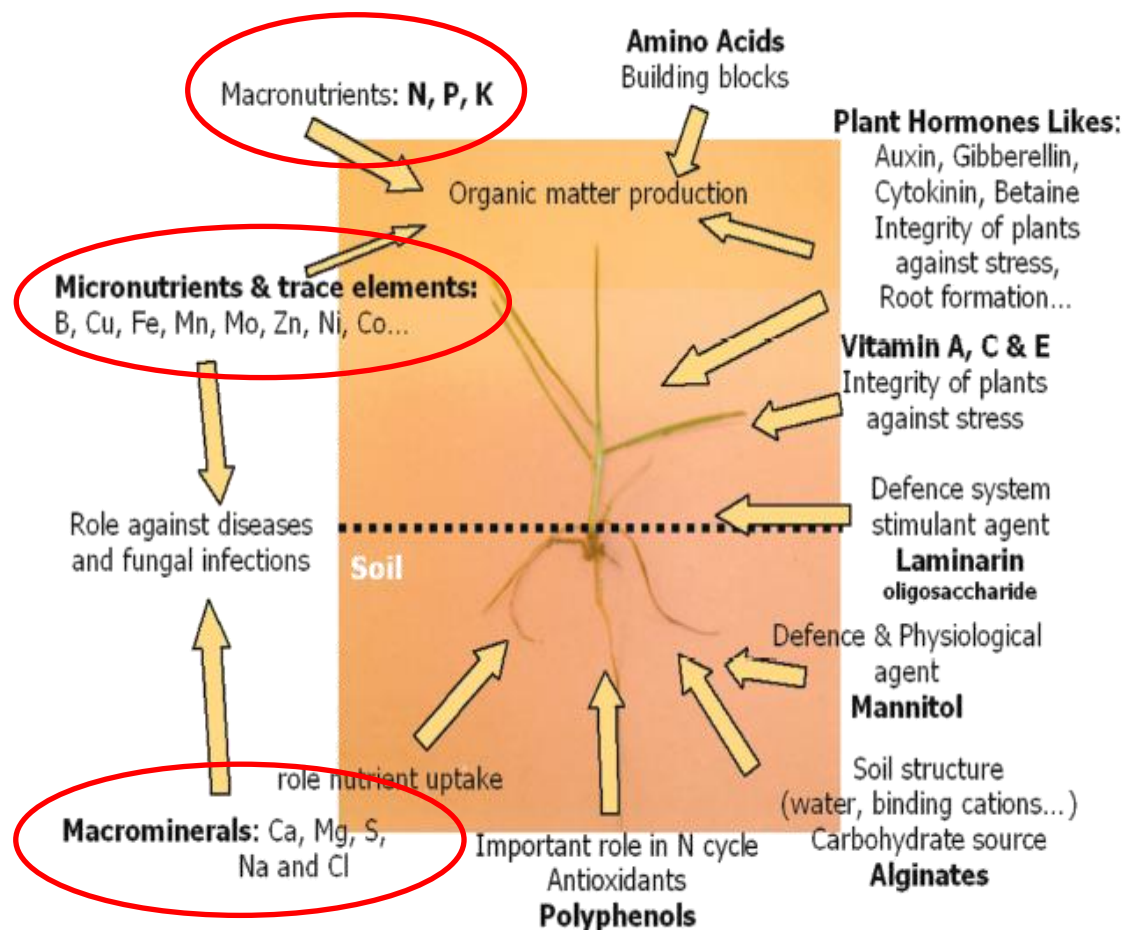 Amino Acids
Building blocks
Macronutrients: N, P, K
Plant Hormones Likes:
Auxin, Gibberellin,
Cytokinin, Betaine
Integrity of plants
against stress,
Root formation...
Organic matter production
Micronutrients & trace elements:
B, Cu, Fe, Mn, Mo, Zn, Ni, Co...
Vitamin A, C & E
Integrity of plants
against stress
Role against diseases
and fungal infections
Soil
Defence system
stimulant agent
Laminarin
oligosaccharide
Defence & Physiological
agent
Mannitol
role nutrient uptake
Macrominerals: Ca, Mg, S,
Na and Cl
Important role in N cycle
Antioxidants
Polyphenols
Soil structure
(water, binding cations...)
Carbohydrate source
Alginates